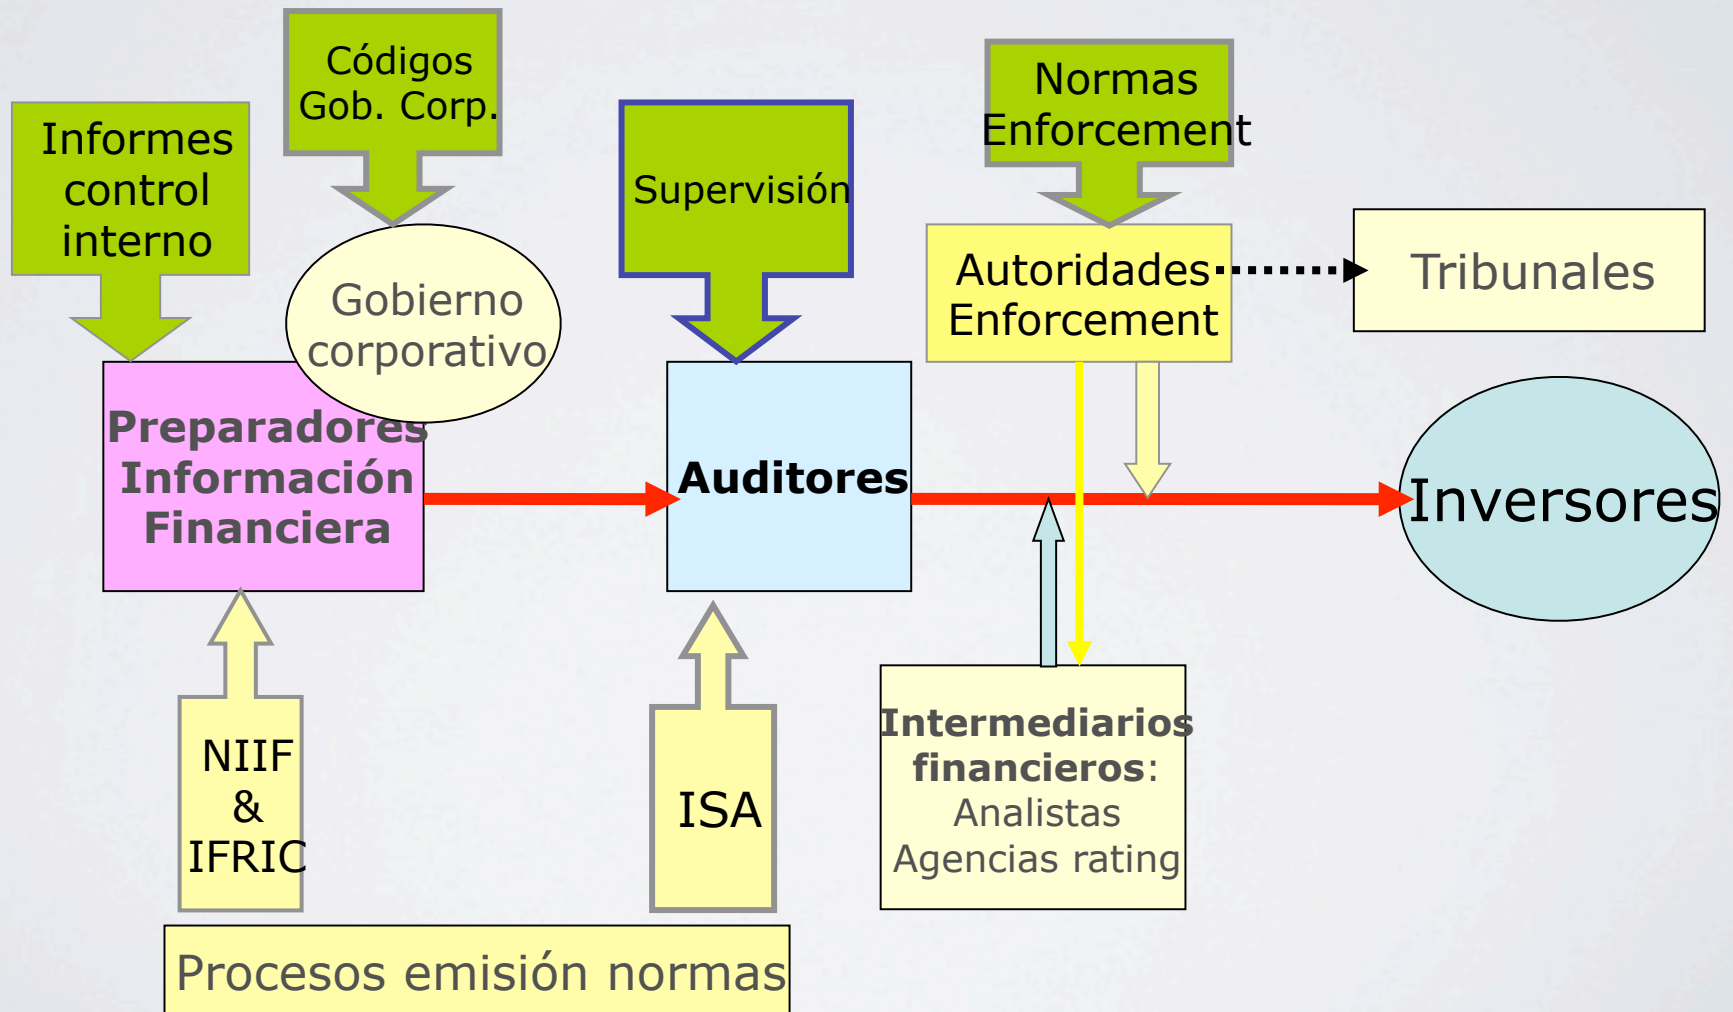 Códigos
Gob. Corp.
Normas
Enforcement
Informes
control
interno
Supervisión
Autoridades
Enforcement
Tribunales
Gobierno
corporativo
Preparadores
Información
Financiera
Auditores
Inversores
NIIF
&
IFRIC
ISA
Intermediarios
financieros:
Analistas
Agencias rating
Procesos emisión normas